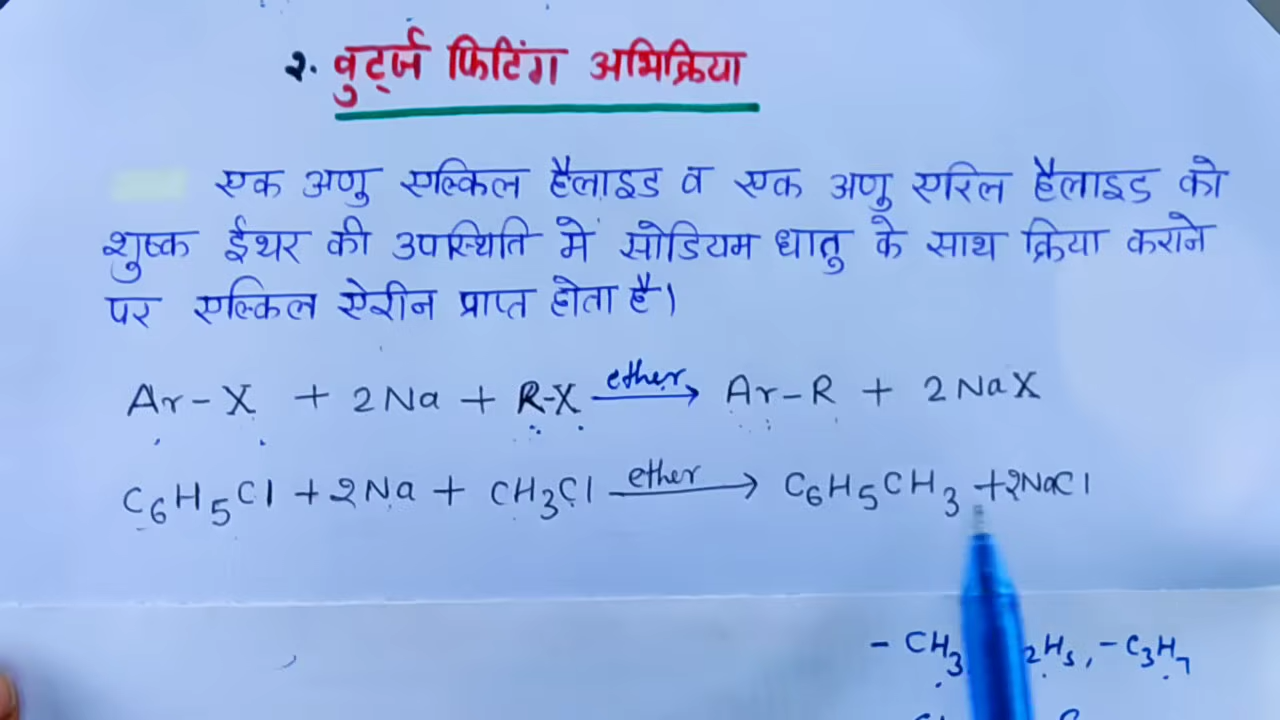 २. वुर्ट्ज फिटिंग अभिक्रिया
एक अणु एल्किल हैलाइड व एक अणु एरिल हैलाइड को
शुष्क ईथर की उपस्थिति में सोडियम धातु के साथ क्रिया कराने
पर एल्किल ऐरीन प्राप्त होता है।
Ar-X + 2Na + R-X ether→ Ar-R + 2NaX
C₆H₅Cl + 2Na + CH₃Cl ether→ C₆H₅CH₃ + 2NaCl
- CH₃ ₂H₅, - C₃H₇